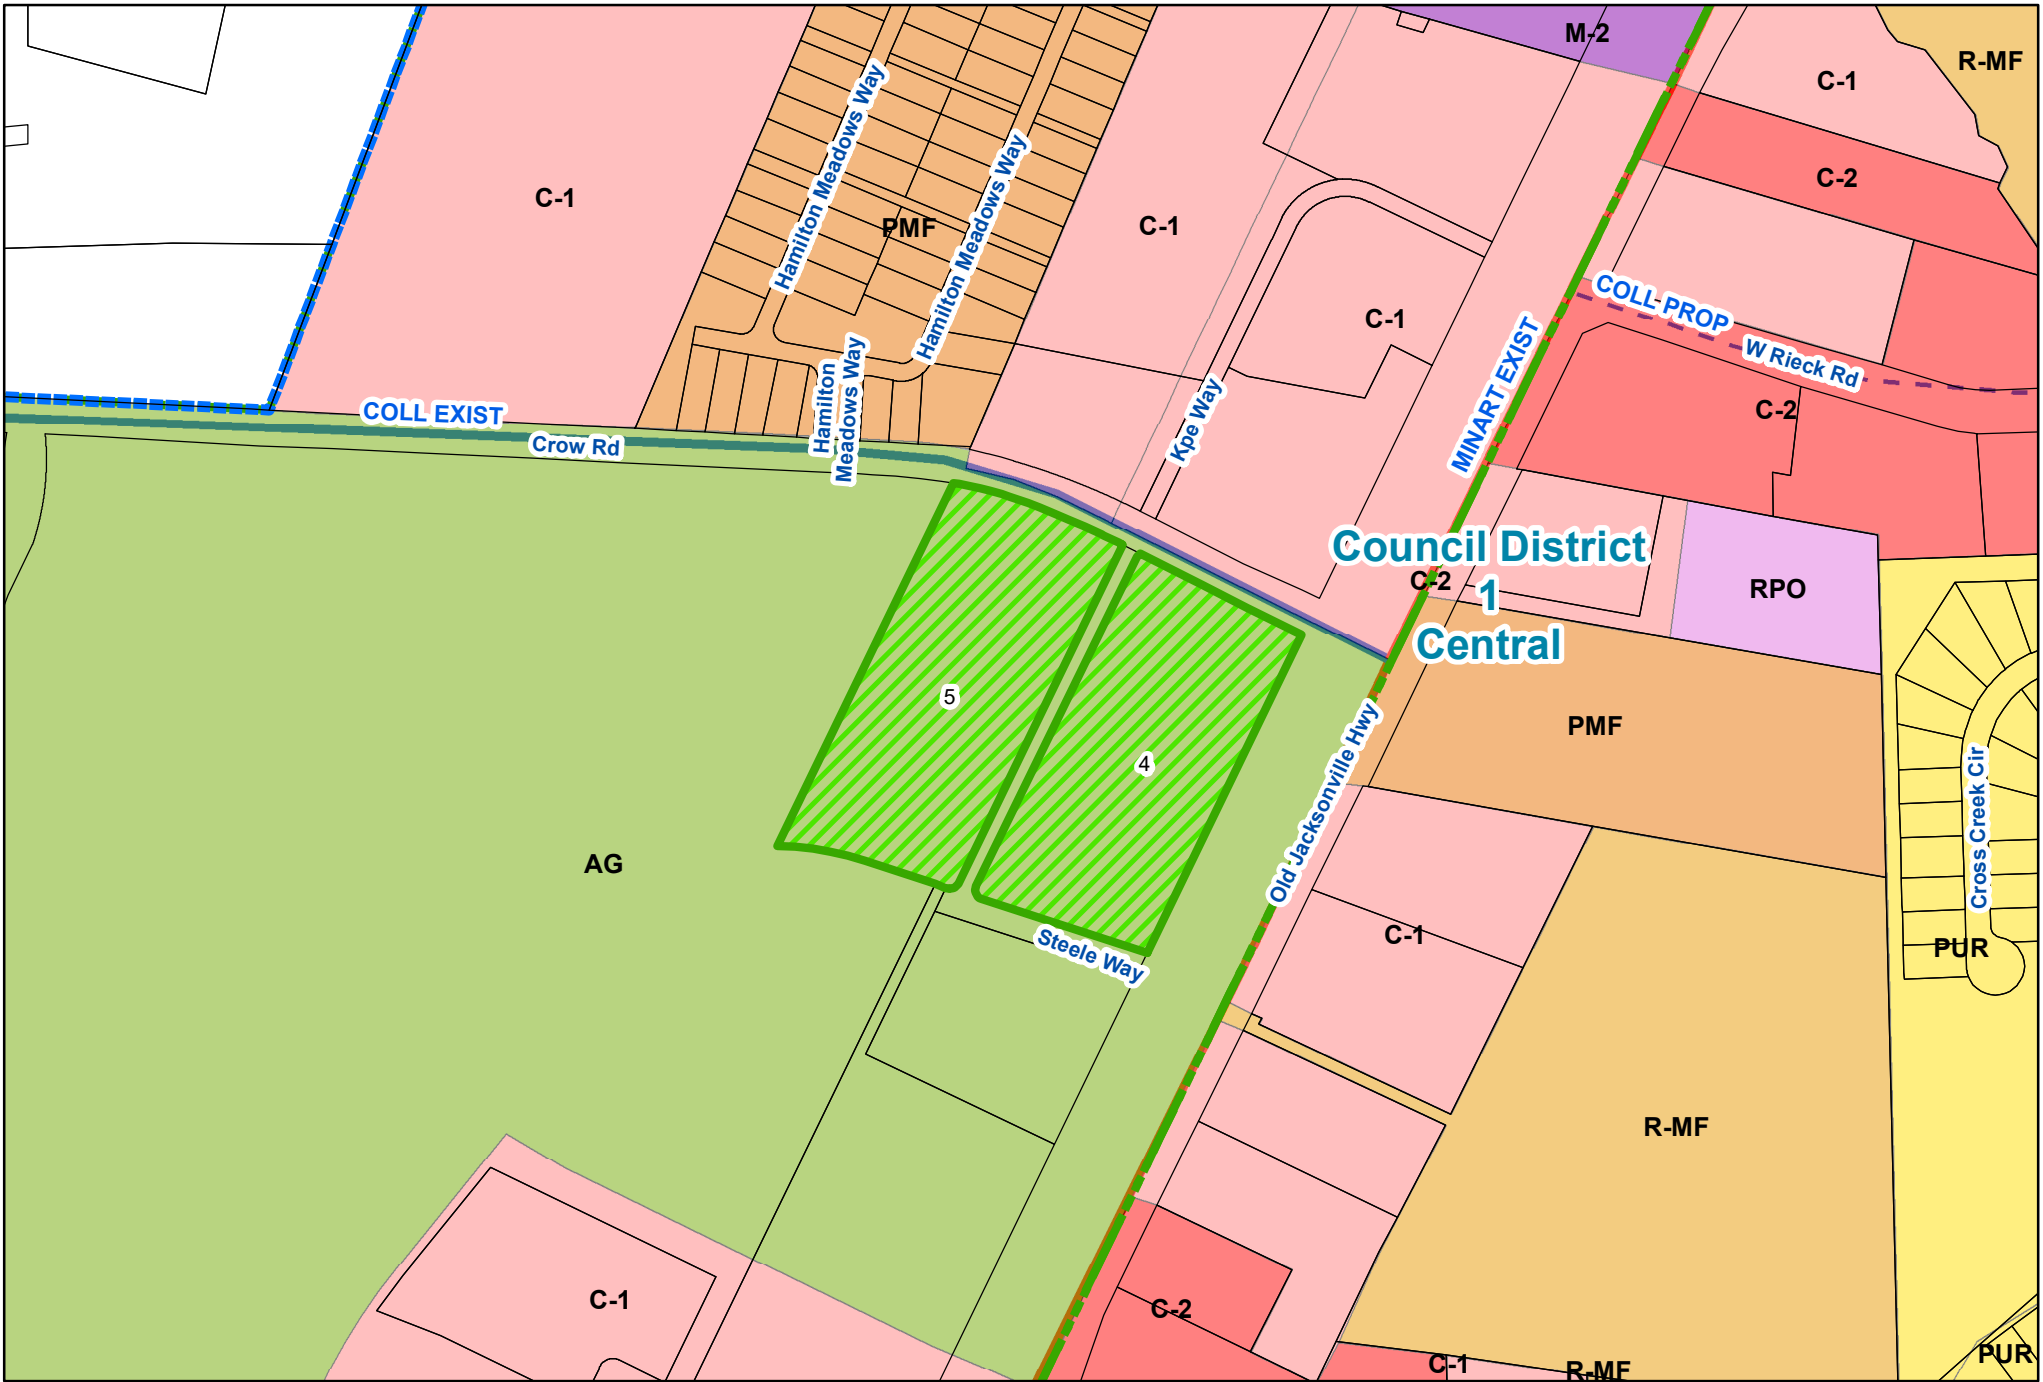 M-2
R-MF
C-1
C-2
C-1
Hamilton Meadows Way
PMF
Hamilton Meadows Way
C-1
C-1
COLL PROP
W Rieck Rd
MINART EXIST
C-2
Hamilton
Meadows Way
Kpe Way
COLL EXIST
Crow Rd
Council District
1
Central
C-2
RPO
5
4
PMF
Old Jacksonville Hwy
Cross Creek Cir
AG
C-1
Steele Way
PUR
R-MF
C-1
C-2
C-1
R-MF
PUR